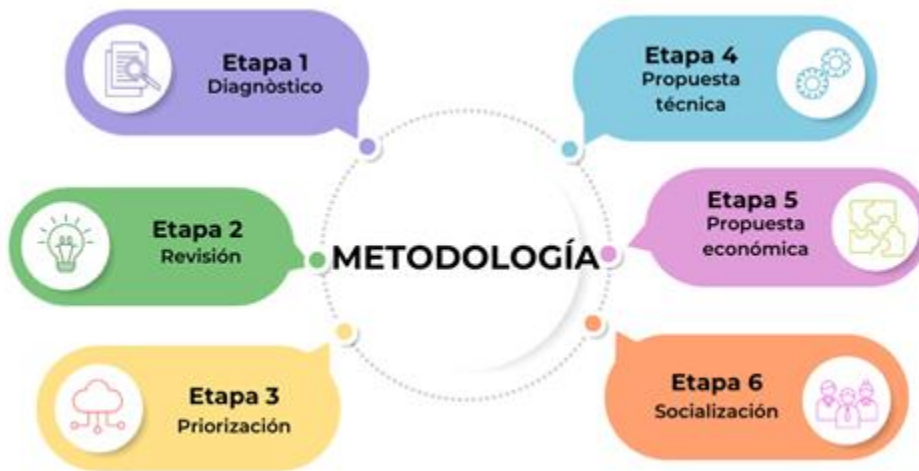 Etapa 1
Diagnòstico
Etapa 2
Revisión
Etapa 3
Priorización
METODOLOGÍA
Etapa 4
Propuesta
técnica
Etapa 5
Propuesta
económica
Etapa 6
Socialización